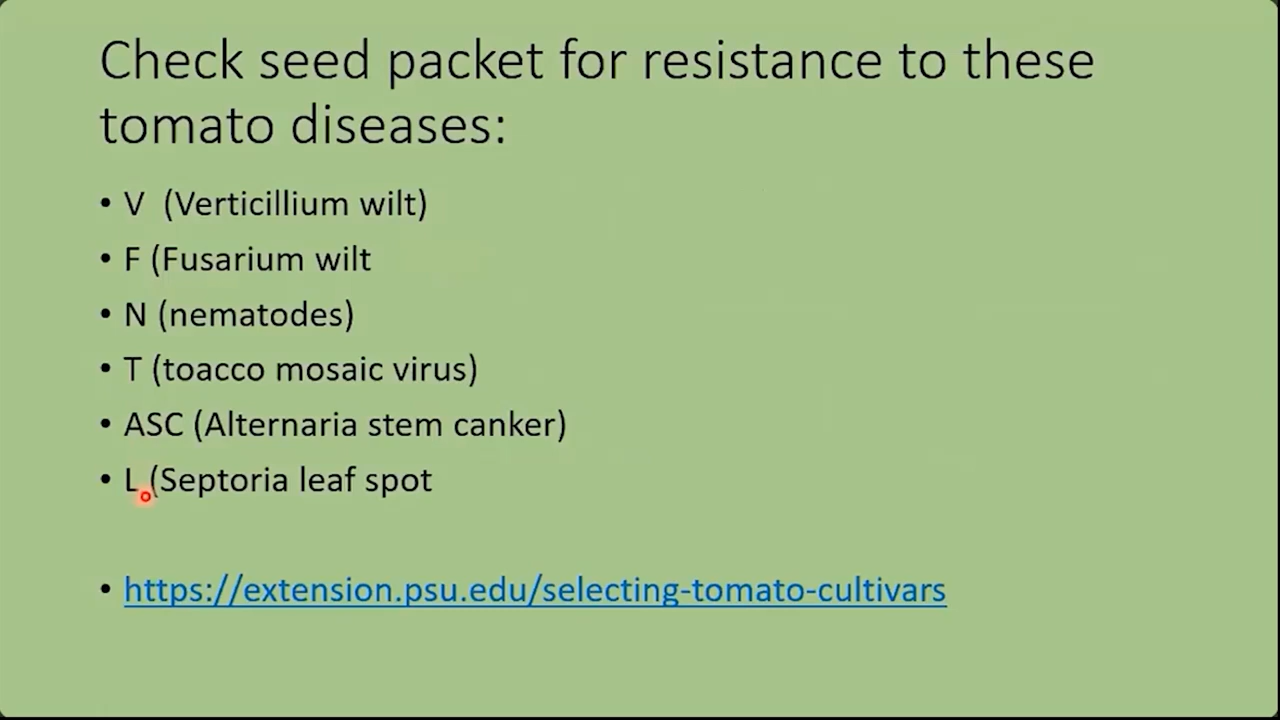 Check seed packet for resistance to these
tomato diseases:
• V (Verticillium wilt)
• F (Fusarium wilt
• N (nematodes)
• T (toacco mosaic virus)
• ASC (Alternaria stem canker)
• L (Septoria leaf spot
• https://extension.psu.edu/selecting-tomato-cultivars